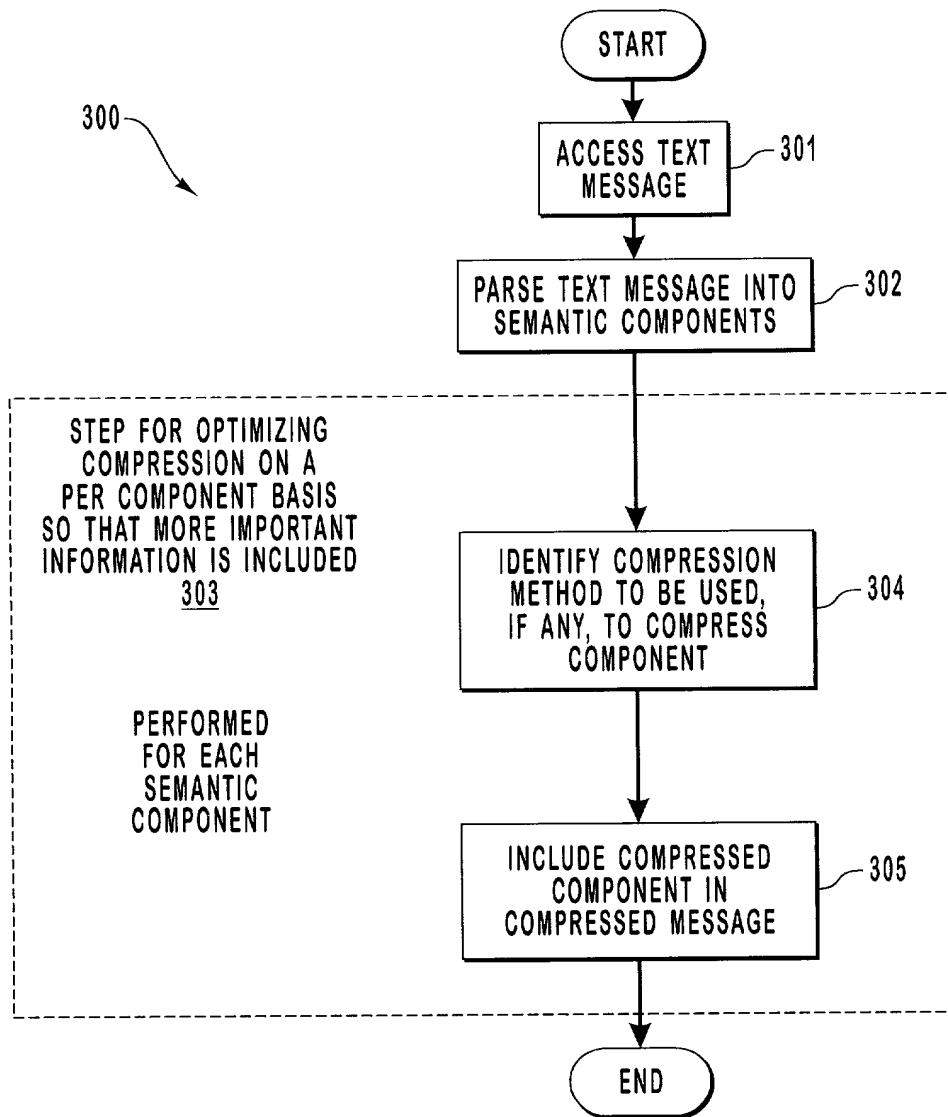 START
300
ACCESS TEXT
MESSAGE
301
PARSE TEXT MESSAGE INTO
SEMANTIC COMPONENTS
302
STEP FOR OPTIMIZING
COMPRESSION ON A
PER COMPONENT BASIS
SO THAT MORE IMPORTANT
INFORMATION IS INCLUDED
303
IDENTIFY COMPRESSION
METHOD TO BE USED,
IF ANY, TO COMPRESS
COMPONENT
304
PERFORMED
FOR EACH
SEMANTIC
COMPONENT
INCLUDE COMPRESSED
COMPONENT IN
COMPRESSED MESSAGE
305
END